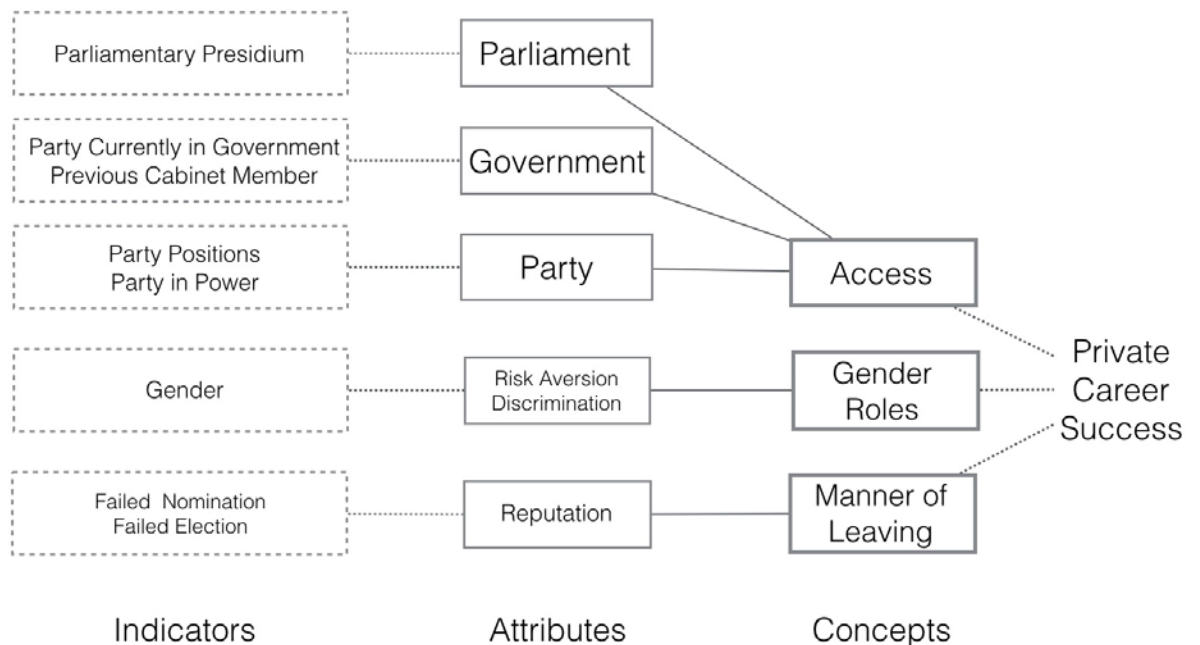 Parliamentary Presidium
Parliament
Party Currently in Government
Previous Cabinet Member
Government
Party Positions
Party in Power
Party
Access
Gender
Risk Aversion
Discrimination
Gender
Roles
Private
Career
Success
Failed Nomination
Failed Election
Reputation
Manner of
Leaving
Indicators
Attributes
Concepts